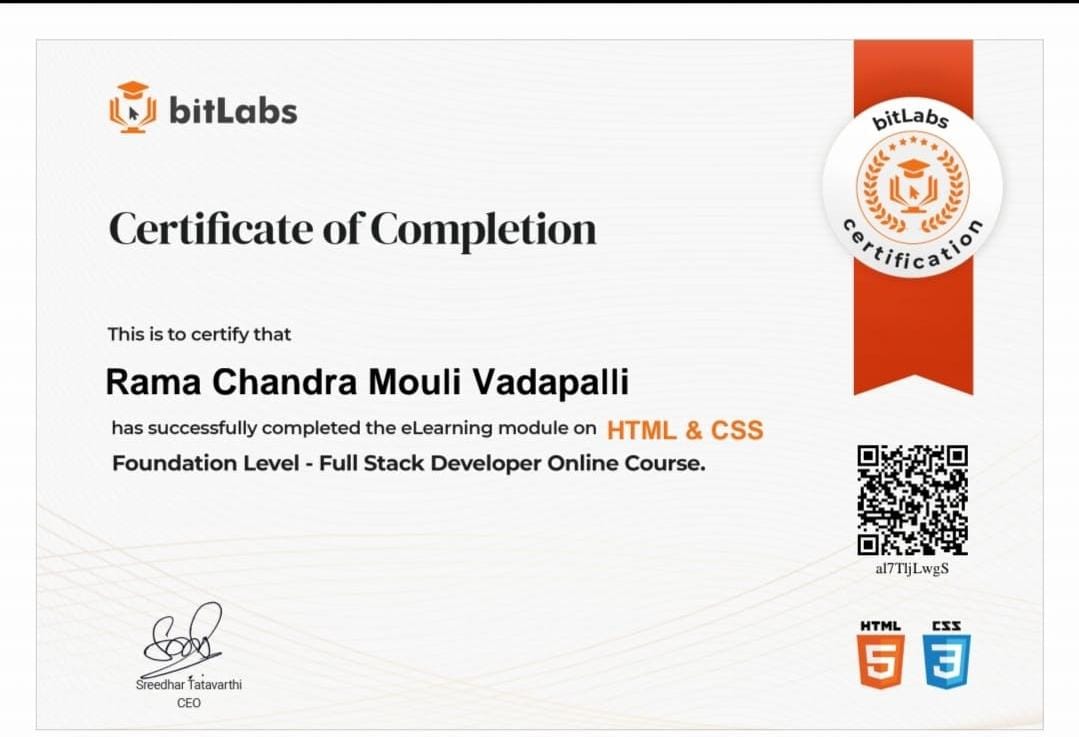 bitLabs
bitLabs
certification
Certificate of Completion
This is to certify that
Rama Chandra Mouli Vadapalli
has successfully completed the eLearning module on HTML & CSS
Foundation Level - Full Stack Developer Online Course.
al7TljLwgS
HTML CSS
5 3
Sreedhar Tatavarthi
CEO